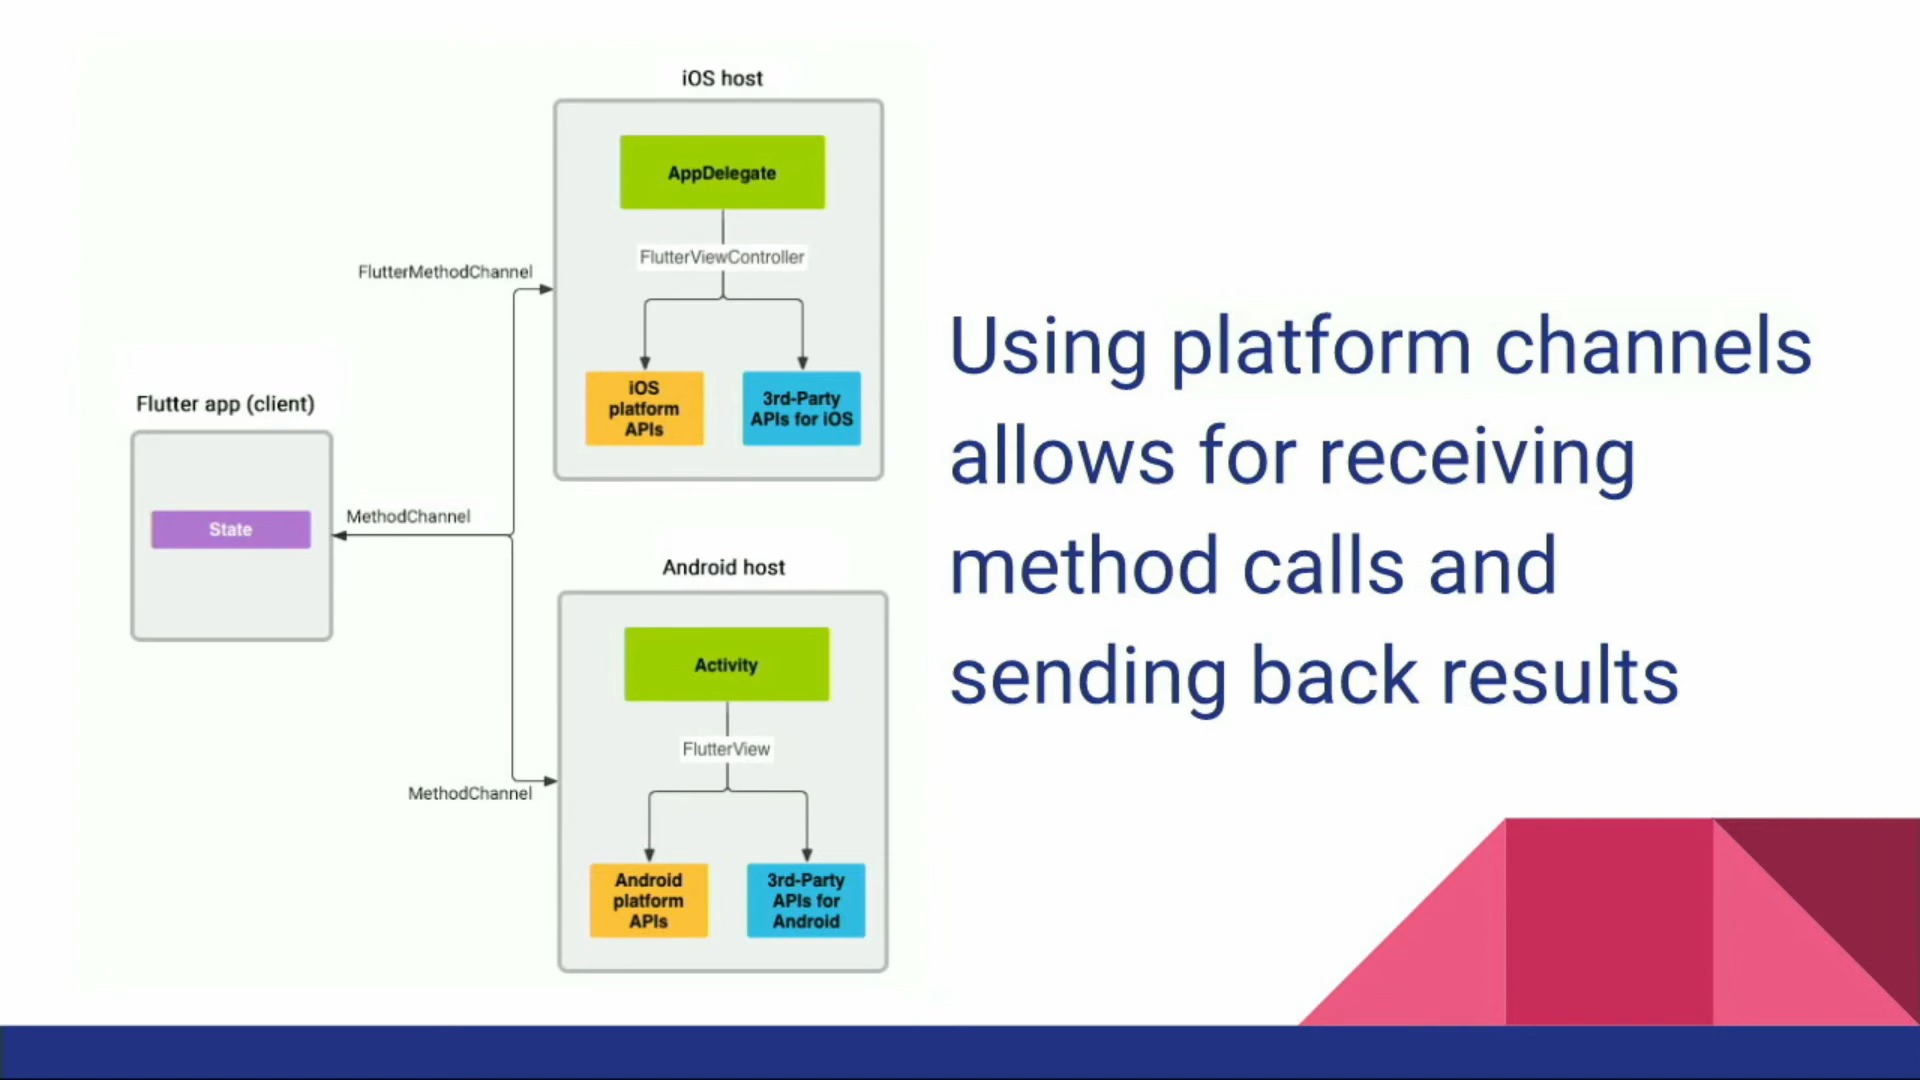 iOS host
AppDelegate
FlutterViewController
FlutterMethodChannel
iOS
platform
APIs
3rd-Party
APIs for iOS
Flutter app (client)
State
MethodChannel
Android host
Activity
FlutterView
MethodChannel
Android
platform
APIs
3rd-Party
APIs for
Android
Using platform channels
allows for receiving
method calls and
sending back results